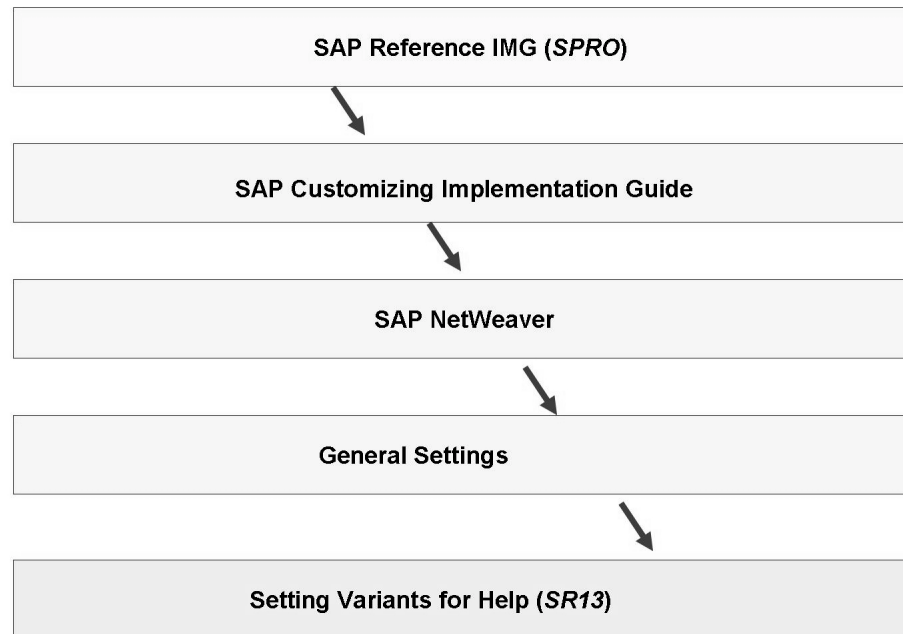 SAP Reference IMG (SPRO)
SAP Customizing Implementation Guide
SAP NetWeaver
General Settings
Setting Variants for Help (SR13)